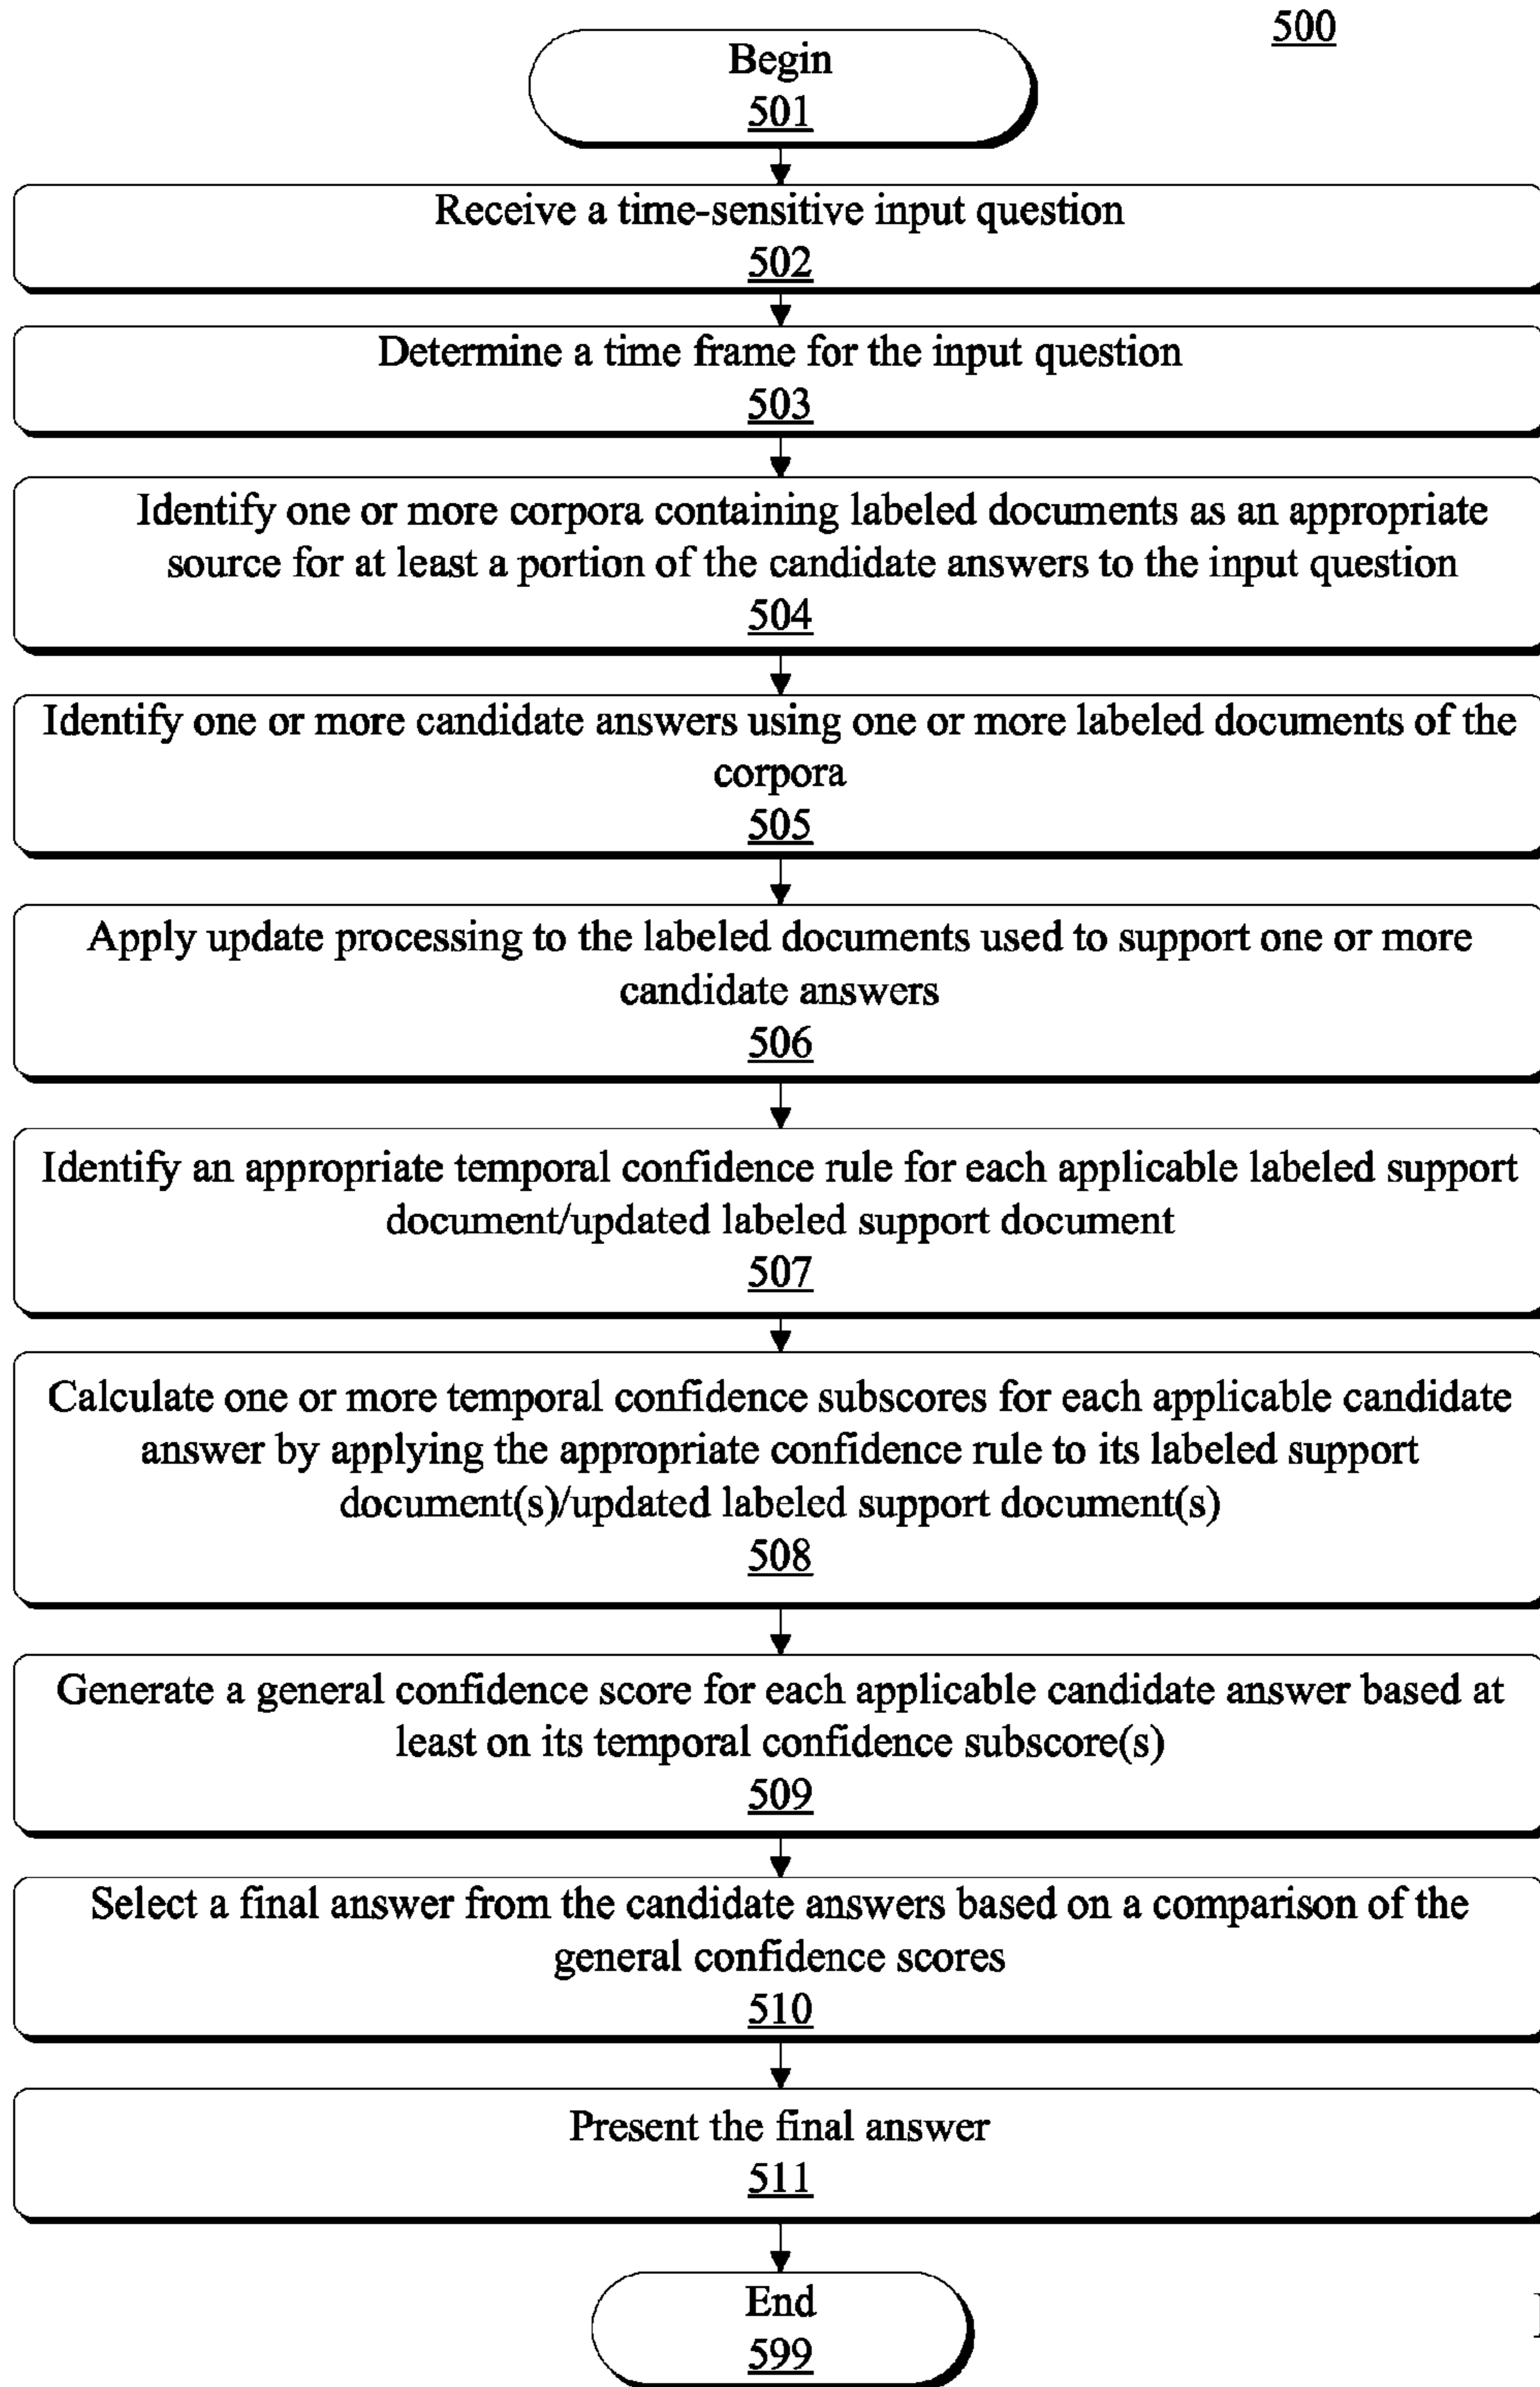 500
Begin
501
Receive a time-sensitive input question
502
Determine a time frame for the input question
503
Identify one or more corpora containing labeled documents as an appropriate
source for at least a portion of the candidate answers to the input question
504
Identify one or more candidate answers using one or more labeled documents of the
corpora
505
Apply update processing to the labeled documents used to support one or more
candidate answers
506
Identify an appropriate temporal confidence rule for each applicable labeled support
document/updated labeled support document
507
Calculate one or more temporal confidence subscores for each applicable candidate
answer by applying the appropriate confidence rule to its labeled support
document(s)/updated labeled support document(s)
508
Generate a general confidence score for each applicable candidate answer based at
least on its temporal confidence subscore(s)
509
Select a final answer from the candidate answers based on a comparison of the
general confidence scores
510
Present the final answer
511
End
599